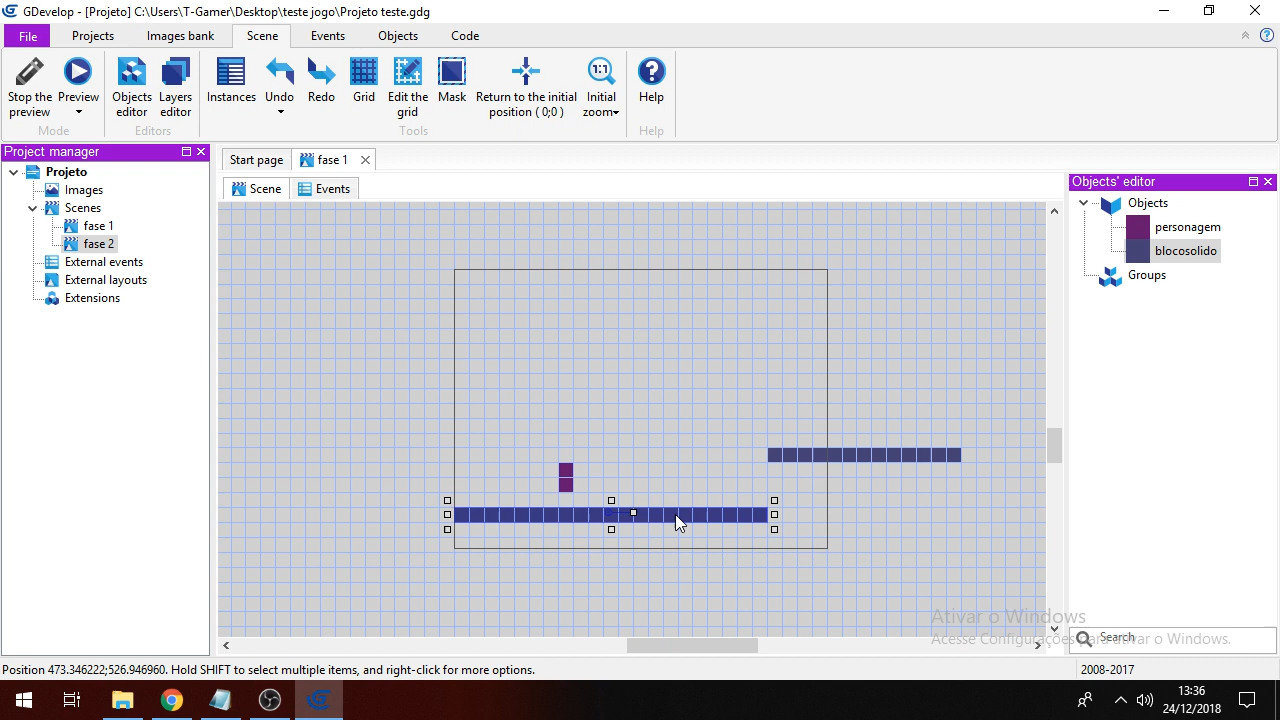 GDevelop - [Projeto] C:\Users\T-Gamer\Desktop\teste jogo\Projeto teste.gdg
File Projects Images bank Scene Events Objects Code
Stop the preview Preview Objects editor Layers editor Instances Undo Redo Grid Edit the grid Mask Return to the initial position ( 0;0 ) 1:1 Initial zoom Help
Mode Editors Tools Help
Project manager
Start page fase 1
Projeto
Images
Scenes
fase 1
fase 2
External events
External layouts
Extensions
Scene Events
Objects' editor
Objects
personagem
blocosolido
Groups
Ativar o Windows
Acesse Configurações para ativar o Windows.
Search
Position 473.346222;526.946960. Hold SHIFT to select multiple items, and right-click for more options.
2008-2017
13:36
24/12/2018